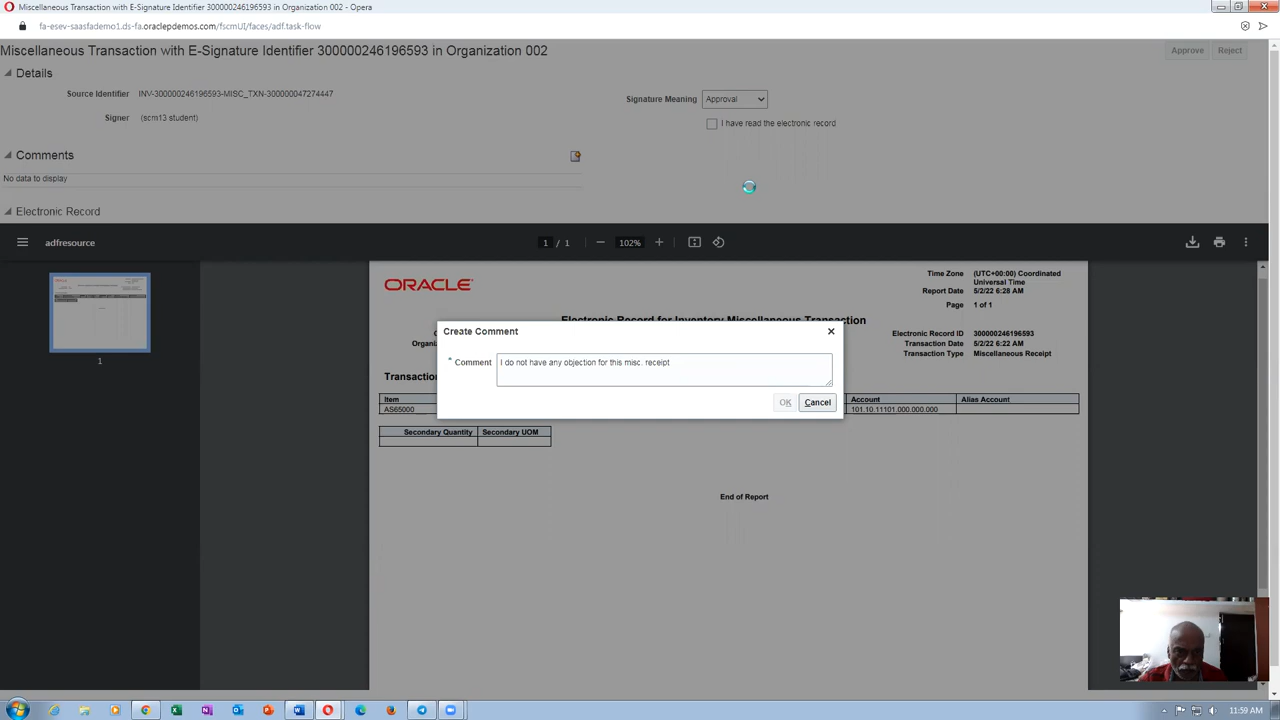 Miscellaneous Transaction with E-Signature Identifier 300000246196593 in Organization 002 - Opera
fa-esev-saasfademo1.ds-fa.oraclepdemos.com/fscmUI/faces/adf.task-flow
Miscellaneous Transaction with E-Signature Identifier 300000246196593 in Organization 002
Approve Reject
Details
Source Identifier INV-300000246196593-MISC_TXN-300000047274447
Signature Meaning Approval
Signer (scm13 student)
I have read the electronic record
Comments
No data to display
Electronic Record
adfresource 1 / 1 102%
ORACLE
Time Zone (UTC+00:00) Coordinated
Universal Time
Report Date 5/2/22 6:28 AM
Page 1 of 1
Electronic Record for Inventory Miscellaneous Transaction
Electronic Record ID 300000246196593
Transaction Date 5/2/22 6:22 AM
Transaction Type Miscellaneous Receipt
1
Create Comment
* Comment I do not have any objection for this misc. receipt
OK Cancel
Item Account Alias Account
AS65000 101.10.11101.000.000.000
Secondary Quantity Secondary UOM
End of Report
11:59 AM